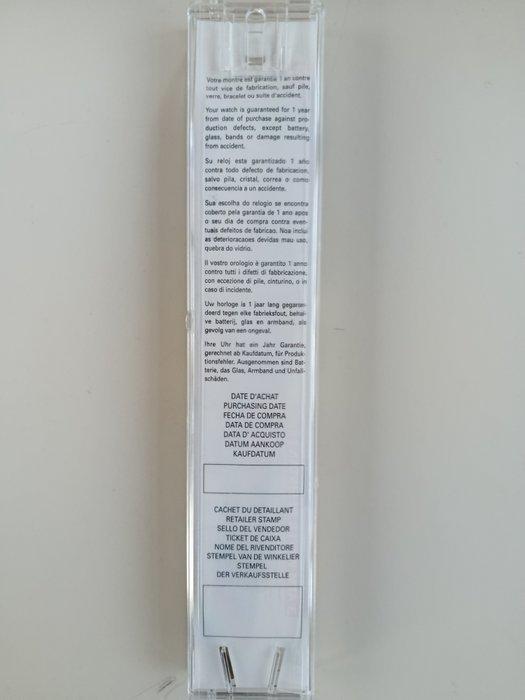 Votre montre est garantie 1 an contre
tout vice de fabrication, sauf pile,
verre, bracelet ou suite d'accident.
Your watch is guaranteed for 1 year
from date of purchase against pro-
duction defects, except battery,
glass, bands or damage resulting
from accident.
Su reloj esta garantizado 1 año
contra todo defecto de fabricacion,
salvo pila, cristal, correa o como
consecuencia a un accidente.
Sua escolha do relogio se encontra
coberto pela garantia de 1 ano apos
o seu dia de compra contra even-
tuais defeitos de fabricao. Noa inclui
as deterioracaoes devidas mau uso,
quebra do vidrio.
Il vostro orologio è garantito 1 anno
contro tutti i difetti di fabbricazione,
con eccezione di pile, cinturino, o in
caso di incidente.
Uw horloge is 1 jaar lang gegaran-
deerd tegen elke fabrieksfout, behal-
ve batterij, glas en armband, als
gevolg van een ongeval.
Ihre Uhr hat ein Jahr Garantie,
gerechnet ab Kaufdatum, für Produk-
tionsfehler. Ausgenommen sind Bat-
terie, das Glas, Armband und Unfall-
schäden.
DATE D'ACHAT
PURCHASING DATE
FECHA DE COMPRA
DATA DE COMPRA
DATA D' ACQUISTO
DATUM AANKOOP
KAUFDATUM
CACHET DU DETAILLANT
RETAILER STAMP
SELLO DEL VENDEDOR
TICKET DE CAIXA
NOME DEL RIVENDITORE
STEMPEL VAN DE WINKELIER
STEMPEL
DER VERKAUFSSTELLE